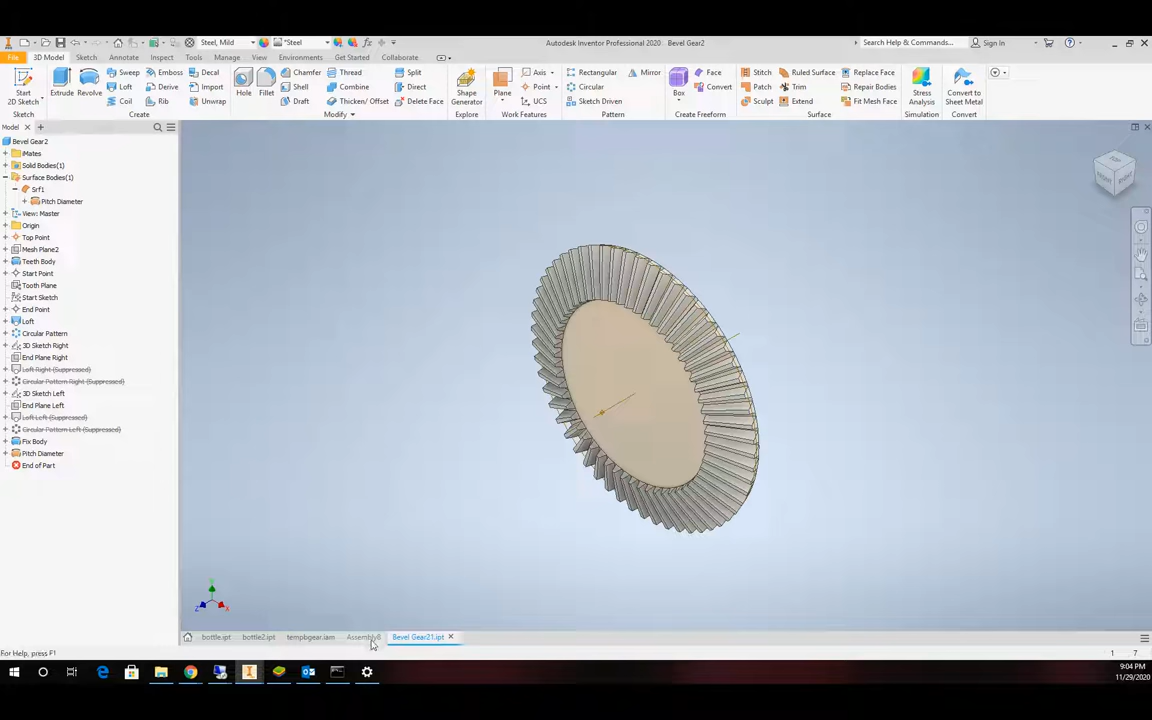 Steel, Mild *Steel Autodesk Inventor Professional 2020 Bevel Gear2 Search Help & Commands... Sign In
File 3D Model Sketch Annotate Inspect Tools Manage View Environments Get Started Collaborate
Sweep Emboss Decal Chamfer Thread Split Axis Rectangular Mirror Face Stitch Ruled Surface Replace Face
Start 2D Sketch Extrude Revolve Loft Derive Import Hole Fillet Shell Combine Direct Shape Generator Plane Point Circular Box Convert Patch Trim Repair Bodies Stress Analysis Convert to Sheet Metal
Coil Rib Unwrap Draft Thicken/ Offset Delete Face UCS Sketch Driven Sculpt Extend Fit Mesh Face
Sketch Create Modify Explore Work Features Pattern Create Freeform Surface Simulation Convert
Model
Bevel Gear2
iMates
Solid Bodies(1)
Surface Bodies(1)
Srf1
Pitch Diameter
View: Master
Origin
Top Point
Mesh Plane2
Teeth Body
Start Point
Tooth Plane
Start Sketch
End Point
Loft
Circular Pattern
3D Sketch Right
End Plane Right
Loft Right (Suppressed)
Circular Pattern Right (Suppressed)
3D Sketch Left
End Plane Left
Loft Left (Suppressed)
Circular Pattern Left (Suppressed)
Fix Body
Pitch Diameter
End of Part
TOP
FRONT RIGHT
Z X
bottle.ipt bottle2.ipt tempbgear.iam Assembly8 Bevel Gear21.ipt
For Help, press F1 1 7
9:04 PM
11/29/2020